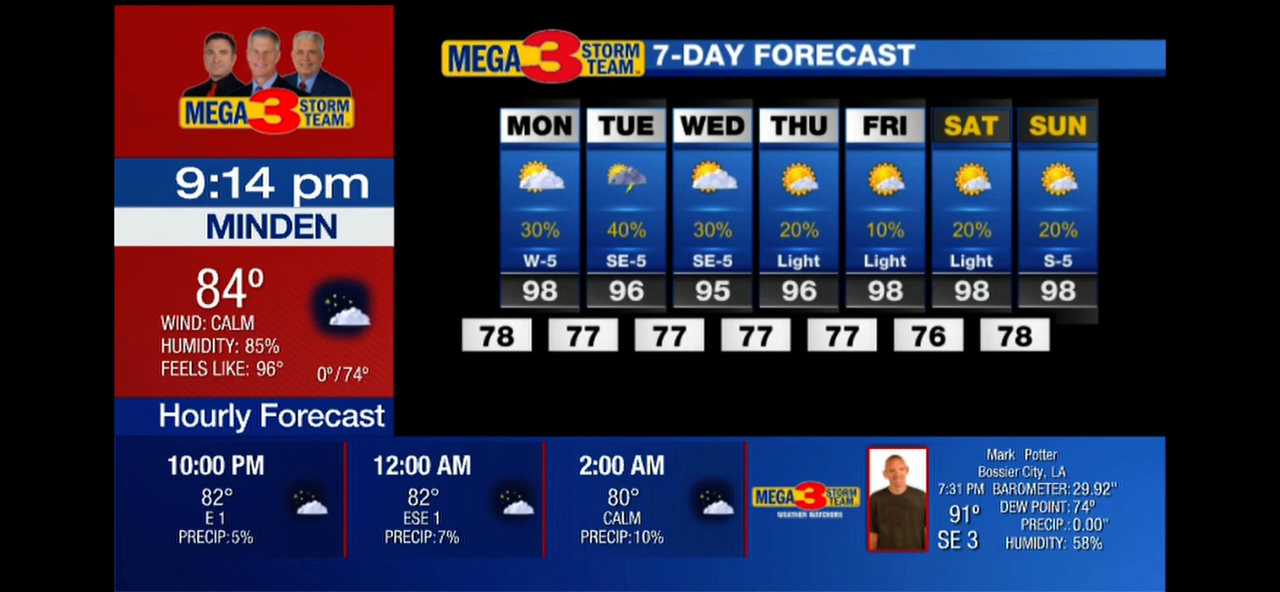 MEGA 3 STORM TEAM
9:14 pm
MINDEN
84º
WIND: CALM
HUMIDITY: 85%
FEELS LIKE: 96°
0º/74º
Hourly Forecast
MEGA 3 STORM TEAM 7-DAY FORECAST
MON TUE WED THU FRI SAT SUN
30% 40% 30% 20% 10% 20% 20%
W-5 SE-5 SE-5 Light Light Light S-5
98 96 95 96 98 98 98
78 77 77 77 77 76 78
10:00 PM
82°
E 1
PRECIP:5%
12:00 AM
82°
ESE 1
PRECIP:7%
2:00 AM
80°
CALM
PRECIP:10%
MEGA 3 STORM TEAM
WEATHER WATCHERS
Mark Potter
Bossier City, LA
7:31 PM BAROMETER:29.92"
91º DEW POINT:74º
PRECIP.:0.00"
SE 3 HUMIDITY: 58%